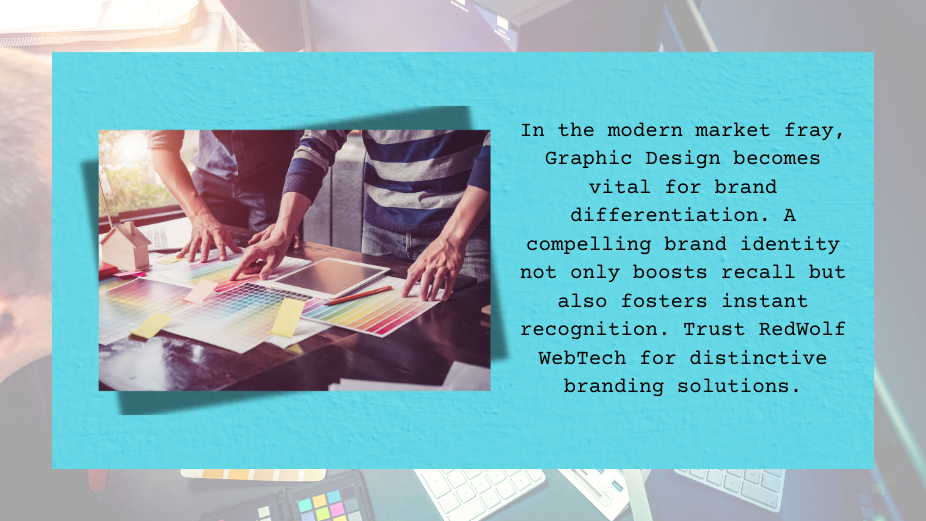 In the modern market fray,
Graphic Design becomes
vital for brand
differentiation. A
compelling brand identity
not only boosts recall but
also fosters instant
recognition. Trust RedWolf
WebTech for distinctive
branding solutions.